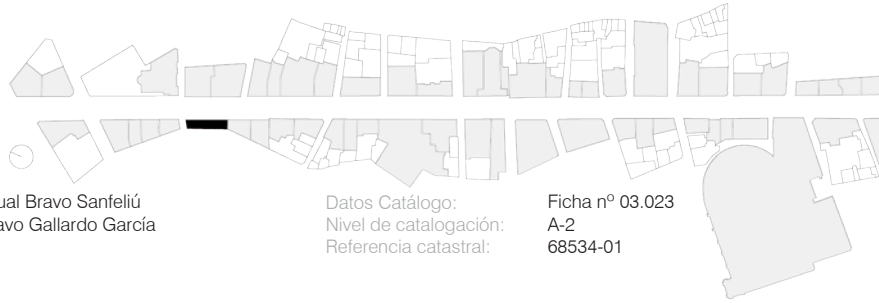 ual Bravo Sanfeliú
avo Gallardo García
Datos Catálogo: Ficha nº 03.023
Nivel de catalogación: A-2
Referencia catastral: 68534-01